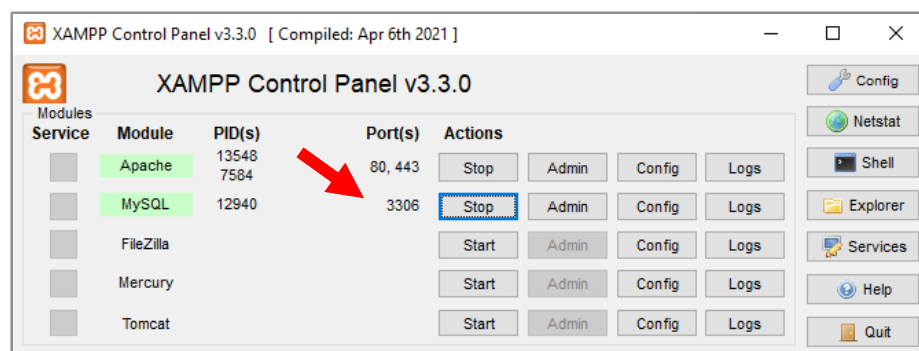 XAMPP Control Panel v3.3.0 [ Compiled: Apr 6th 2021 ]
XAMPP Control Panel v3.3.0
Config
Modules
Service Module PID(s) Port(s) Actions
Netstat
Apache 13548 7584 80, 443 Stop Admin Config Logs
Shell
MySQL 12940 3306 Stop Admin Config Logs
Explorer
FileZilla Start Admin Config Logs
Services
Mercury Start Admin Config Logs
Help
Tomcat Start Admin Config Logs
Quit